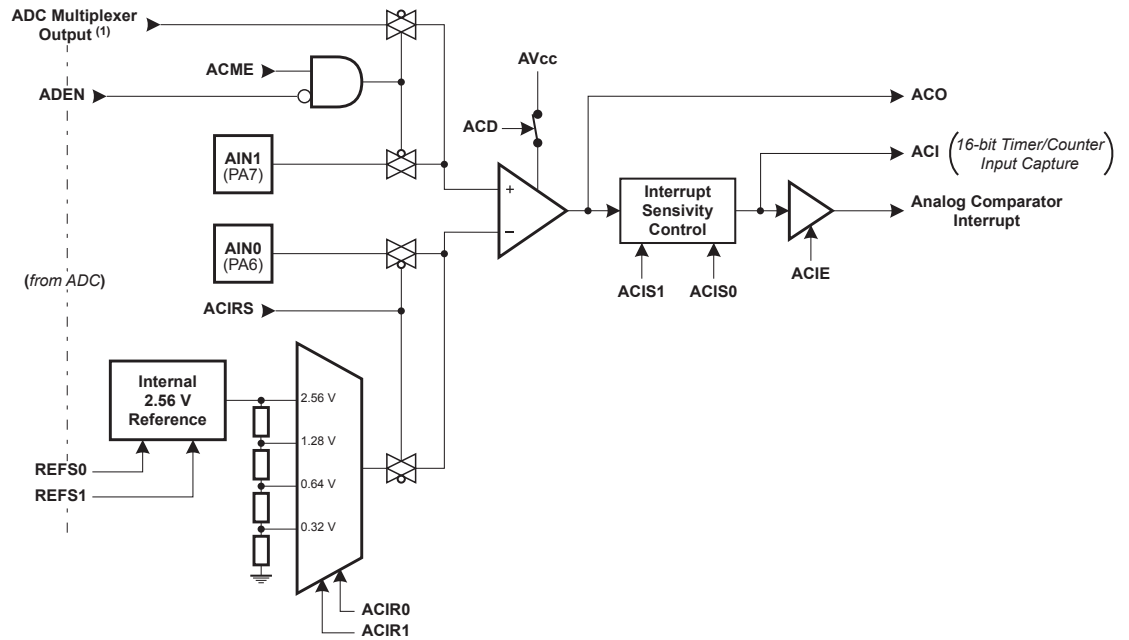 ADC Multiplexer
Output (1)
ACME
ADEN
AIN1
(PA7)
AIN0
(PA6)
(from ADC)
ACIRS
Internal
2.56 V
Reference
REFS0
REFS1
2.56 V
1.28 V
0.64 V
0.32 V
ACIR0
ACIR1
AVcc
ACD
+
–
Interrupt
Sensivity
Control
ACIS1 ACIS0
ACIE
ACO
ACI (16-bit Timer/Counter
Input Capture)
Analog Comparator
Interrupt